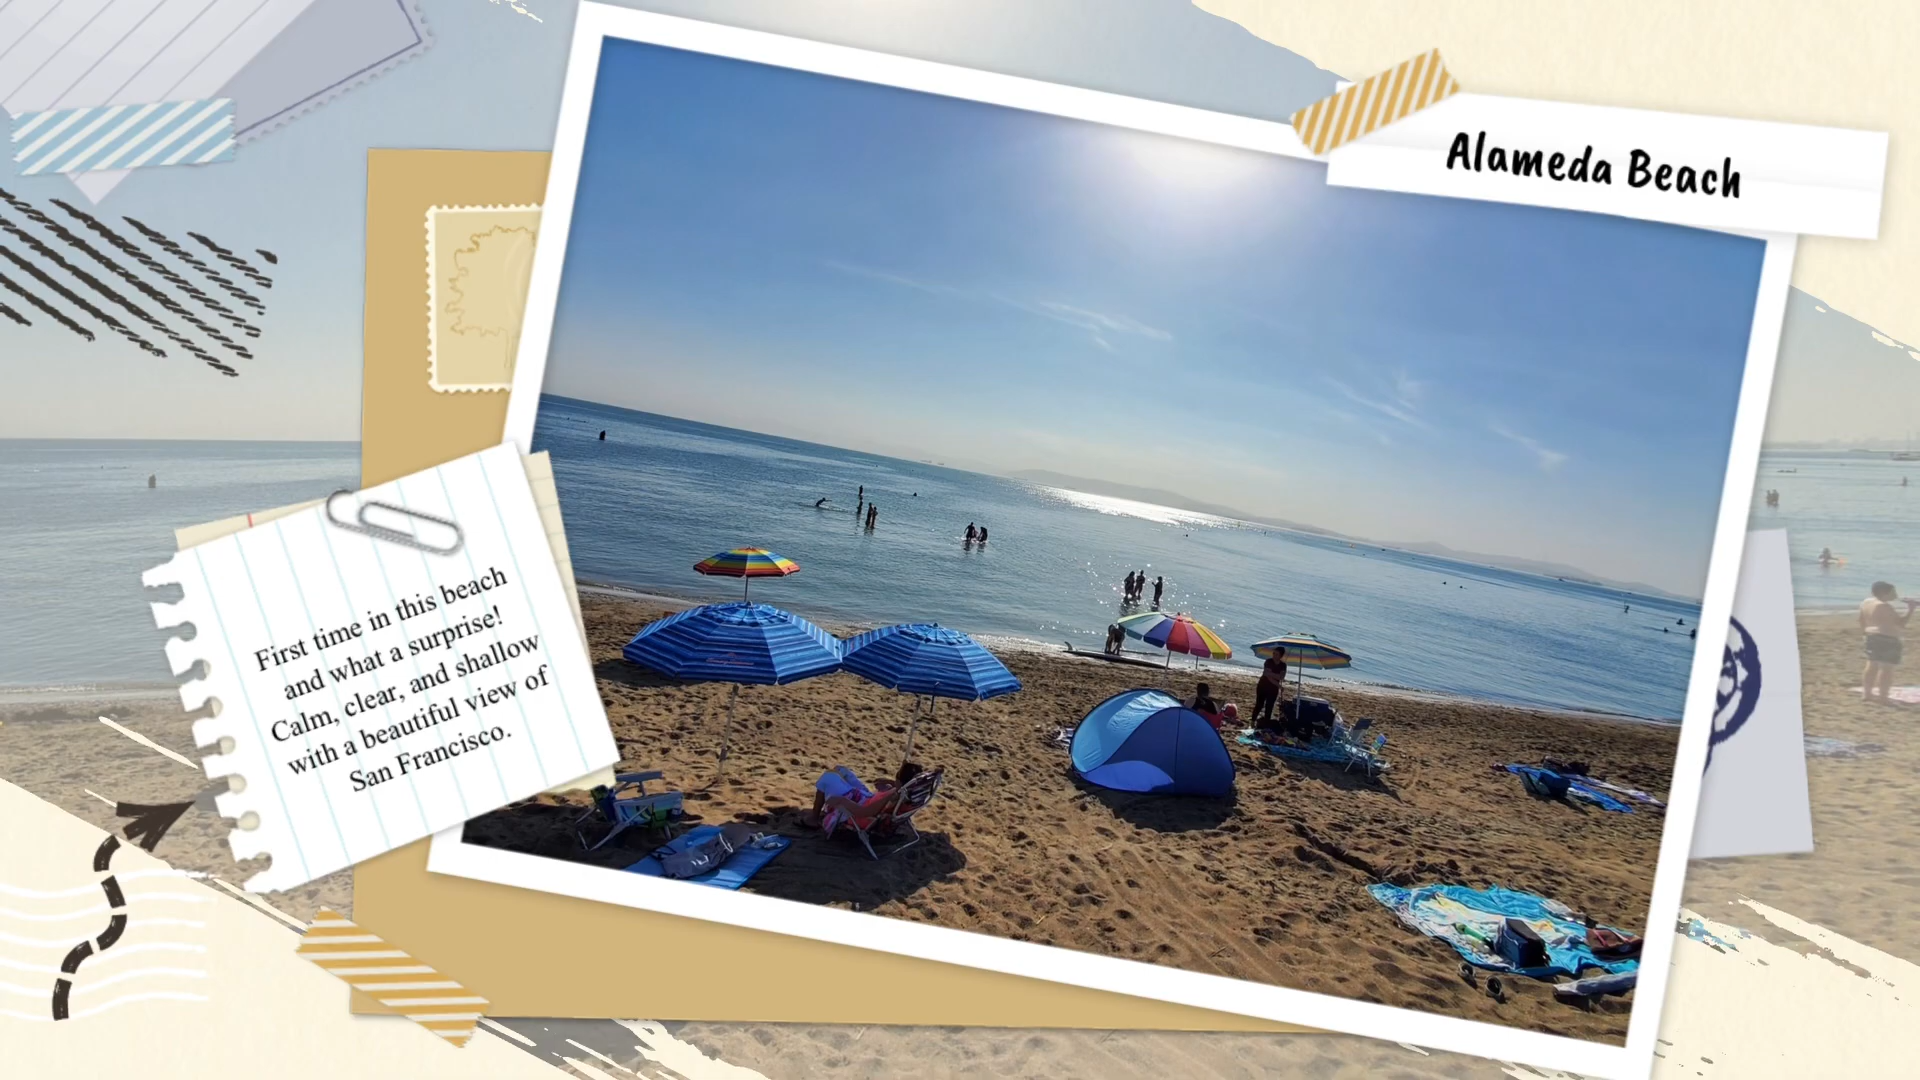 Alameda Beach
First time in this beach
and what a surprise!
Calm, clear, and shallow
with a beautiful view of
San Francisco.